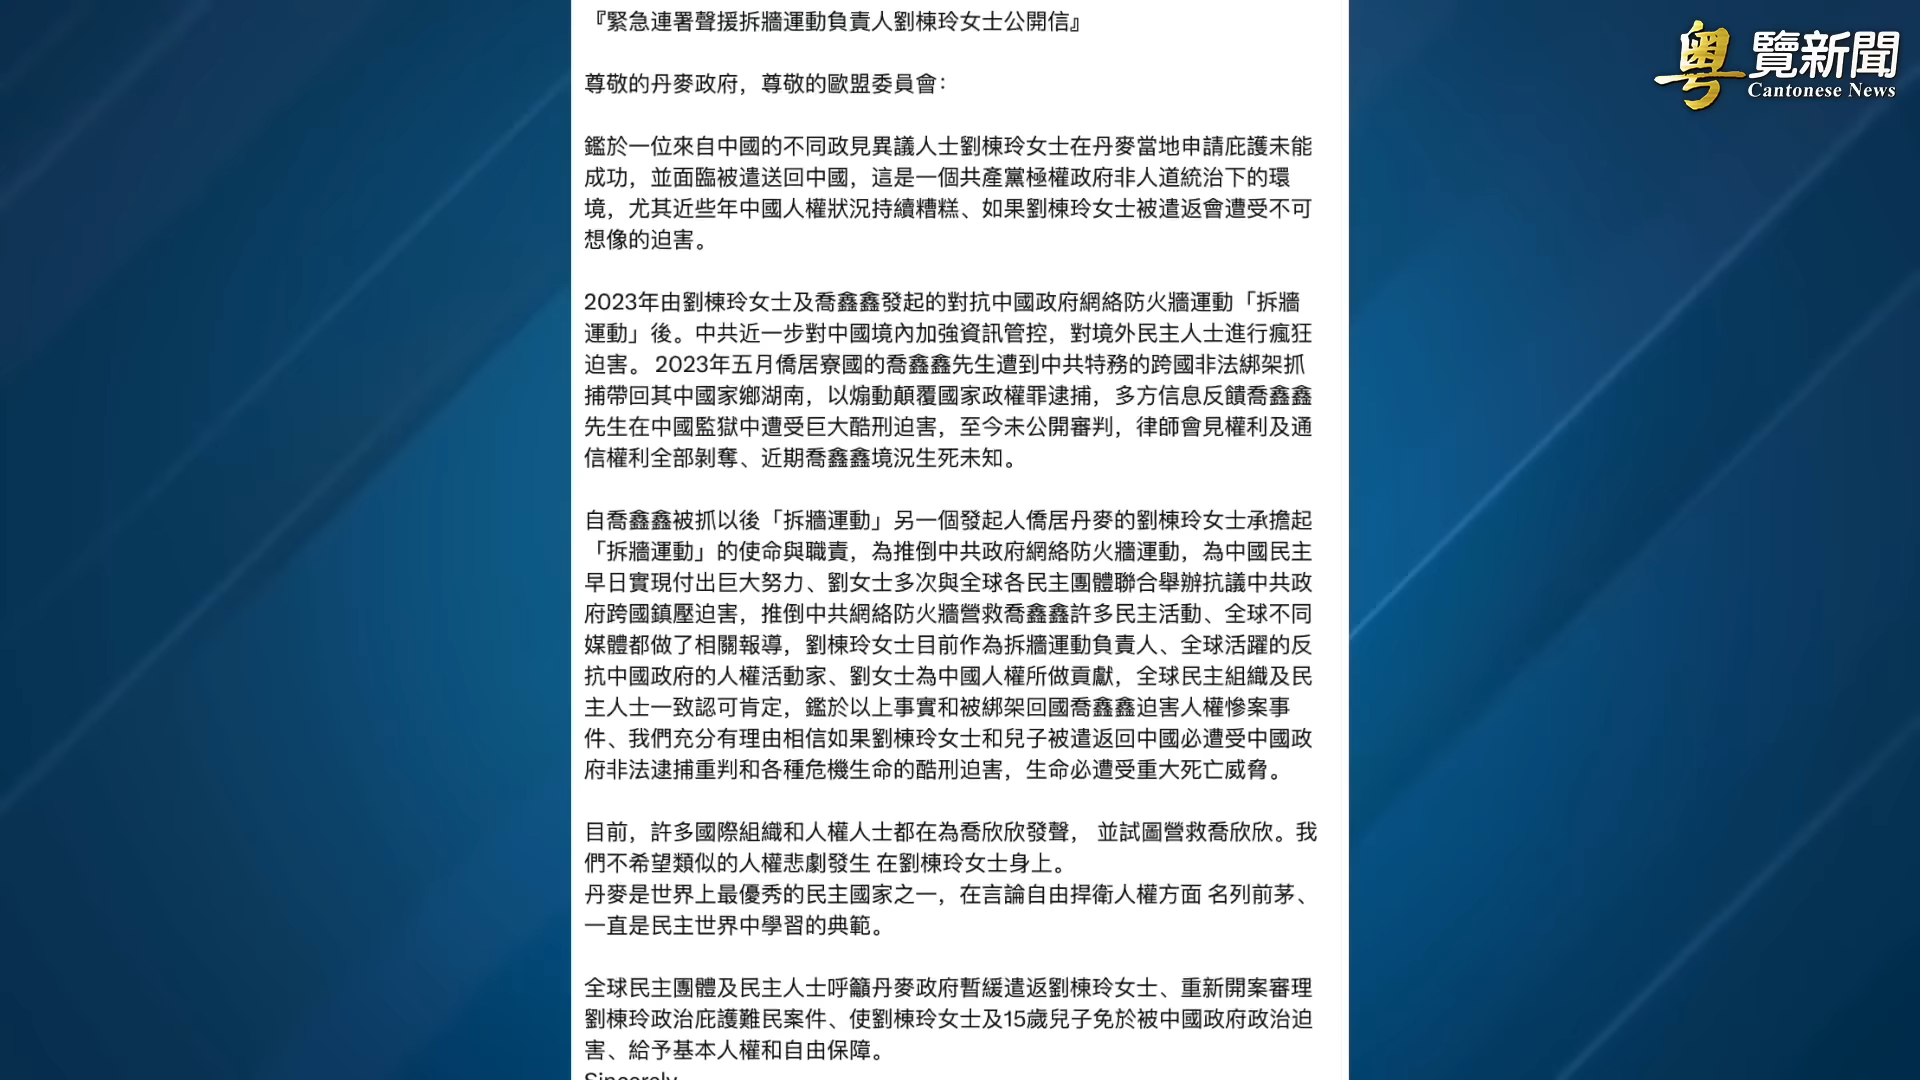 『緊急連署聲援拆牆運動負責人劉棟玲女士公開信』
粵覽新聞
Cantonese News
尊敬的丹麥政府，尊敬的歐盟委員會：
鑑於一位來自中國的不同政見異議人士劉棟玲女士在丹麥當地申請庇護未能
成功，並面臨被遣送回中國，這是一個共產黨極權政府非人道統治下的環
境，尤其近些年中國人權狀況持續糟糕、如果劉棟玲女士被遣返會遭受不可
想像的迫害。
2023年由劉棟玲女士及喬鑫鑫發起的對抗中國政府網絡防火牆運動「拆牆
運動」後。中共近一步對中國境內加強資訊管控，對境外民主人士進行瘋狂
迫害。 2023年五月僑居寮國的喬鑫鑫先生遭到中共特務的跨國非法綁架抓
捕帶回其中國家鄉湖南，以煽動顛覆國家政權罪逮捕，多方信息反饋喬鑫鑫
先生在中國監獄中遭受巨大酷刑迫害，至今未公開審判，律師會見權利及通
信權利全部剝奪、近期喬鑫鑫境況生死未知。
自喬鑫鑫被抓以後「拆牆運動」另一個發起人僑居丹麥的劉棟玲女士承擔起
「拆牆運動」的使命與職責，為推倒中共政府網絡防火牆運動，為中國民主
早日實現付出巨大努力、劉女士多次與全球各民主團體聯合舉辦抗議中共政
府跨國鎮壓迫害，推倒中共網絡防火牆營救喬鑫鑫許多民主活動、全球不同
媒體都做了相關報導，劉棟玲女士目前作為拆牆運動負責人、全球活躍的反
抗中國政府的人權活動家、劉女士為中國人權所做貢獻，全球民主組織及民
主人士一致認可肯定，鑑於以上事實和被綁架回國喬鑫鑫迫害人權慘案事
件、我們充分有理由相信如果劉棟玲女士和兒子被遣返回中國必遭受中國政
府非法逮捕重判和各種危機生命的酷刑迫害，生命必遭受重大死亡威脅。
目前，許多國際組織和人權人士都在為喬欣欣發聲， 並試圖營救喬欣欣。我
們不希望類似的人權悲劇發生 在劉棟玲女士身上。
丹麥是世界上最優秀的民主國家之一，在言論自由捍衛人權方面 名列前茅、
一直是民主世界中學習的典範。
全球民主團體及民主人士呼籲丹麥政府暫緩遣返劉棟玲女士、重新開案審理
劉棟玲政治庇護難民案件、使劉棟玲女士及15歲兒子免於被中國政府政治迫
害、給予基本人權和自由保障。